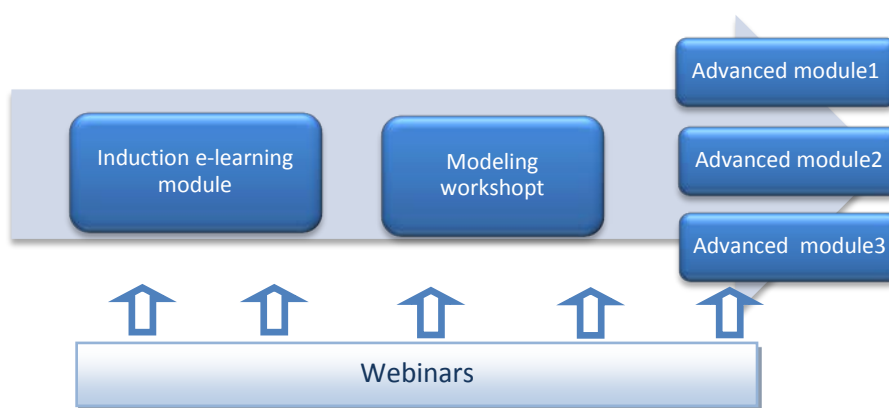 Advanced module1
Induction e-learning
module
Modeling
workshopt
Advanced module2
Advanced  module3
Webinars